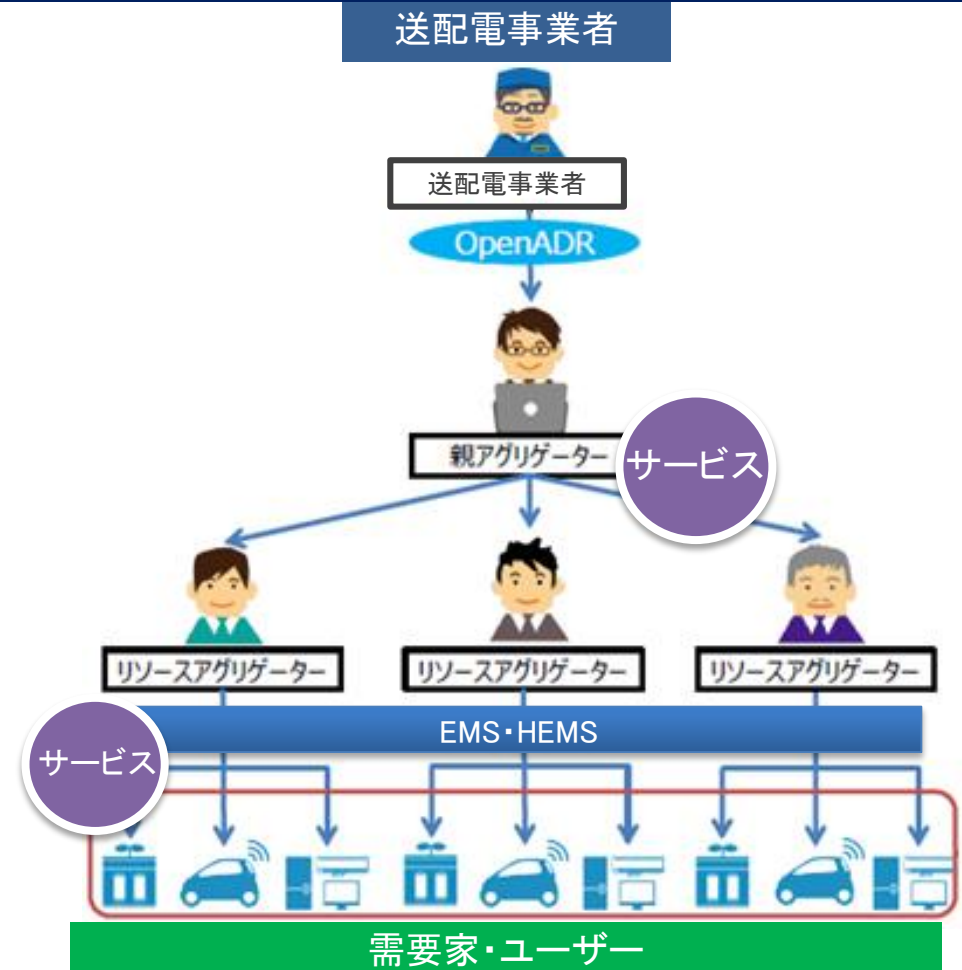 送配電事業者
送配電事業者
OpenADR
親アグリゲーター
サービス
リソースアグリゲーター
リソースアグリゲーター
リソースアグリゲーター
EMS・HEMS
サービス
需要家・ユーザー